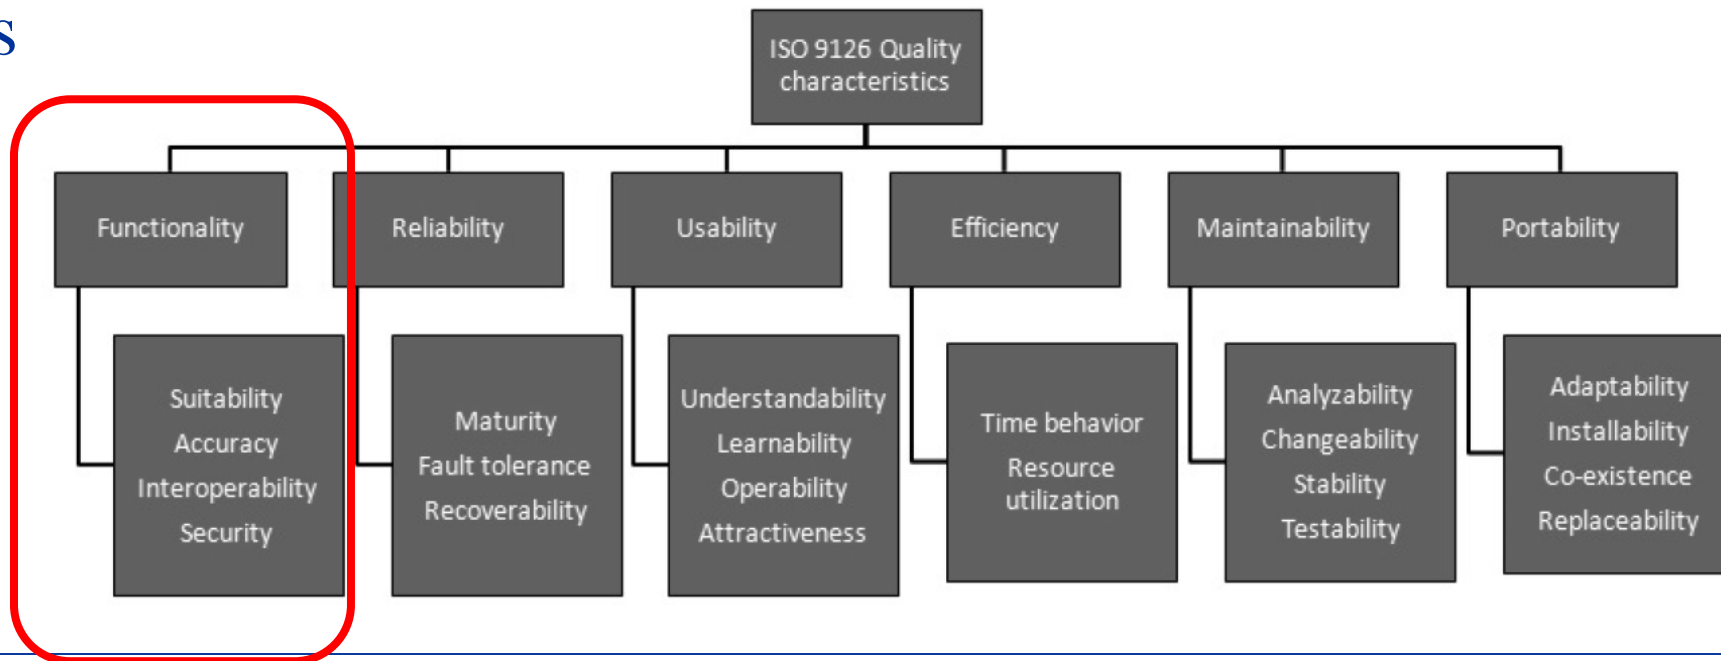 s
ISO 9126 Quality
characteristics
Functionality
Reliability
Usability
Efficiency
Maintainability
Portability
Suitability
Accuracy
Interoperability
Security
Maturity
Fault tolerance
Recoverability
Understandability
Learnability
Operability
Attractiveness
Time behavior
Resource
utilization
Analyzability
Changeability
Stability
Testability
Adaptability
Installability
Co-existence
Replaceability